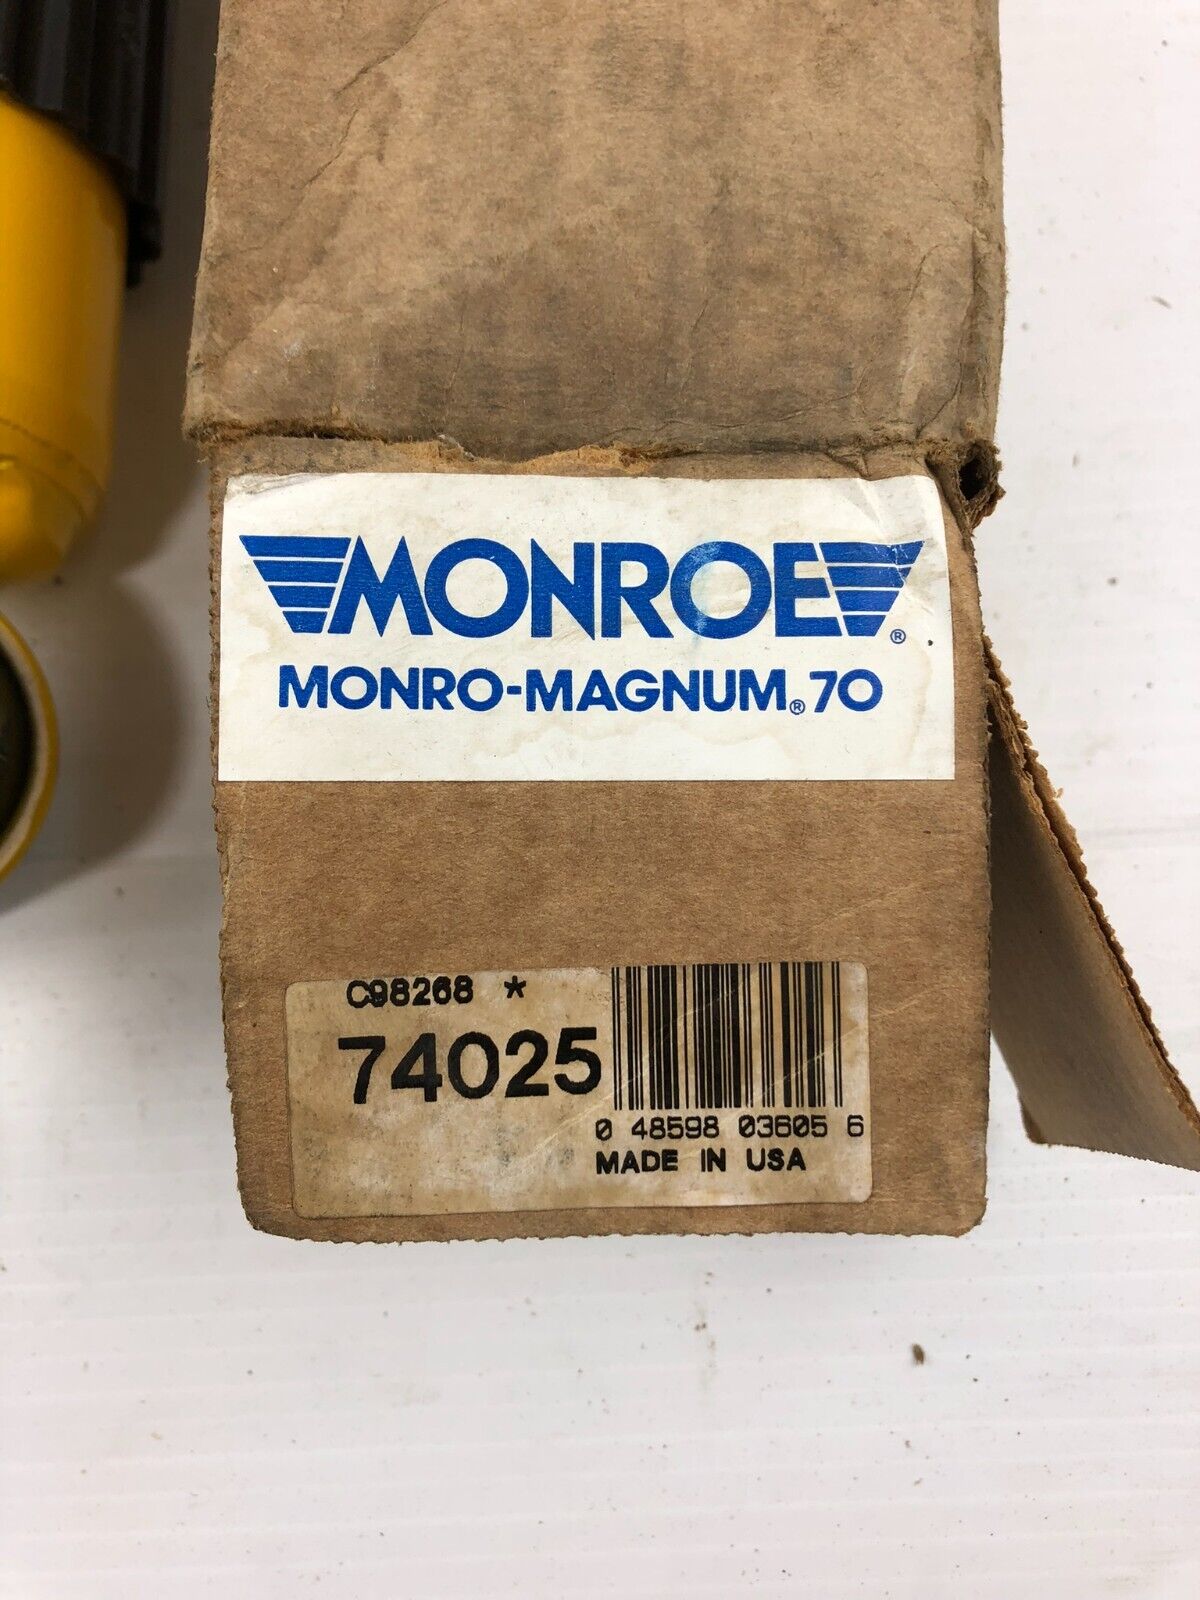 MONROE®
MONRO-MAGNUM® 70
C98268 *
74025
0 48598 03605 6
MADE IN USA